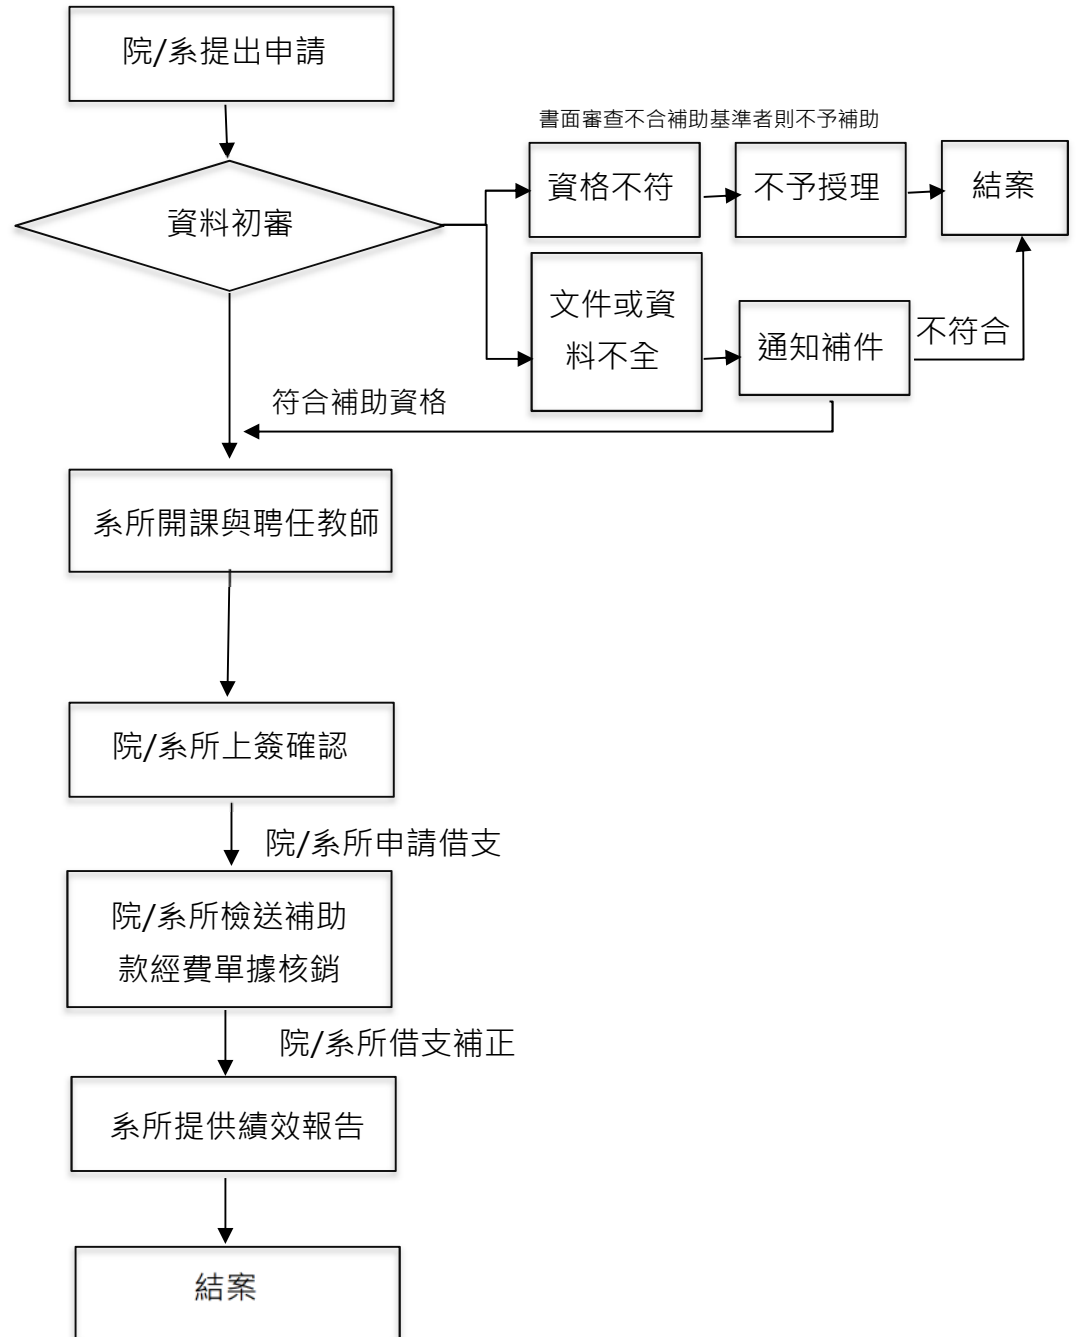 院/系提出申請
書面審查不合補助基準者則不予補助
資格不符
不予授理
結案
資料初審
文件或資
料不全
通知補件
不符合
符合補助資格
系所開課與聘任教師
院/系所上簽確認
院/系所申請借支
院/系所檢送補助
款經費單據核銷
院/系所借支補正
系所提供績效報告
結案